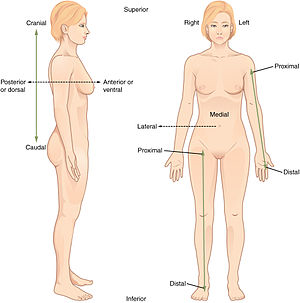 Superior
Cranial
Right
Left
Proximal
Posterior
or dorsal
Anterior or
ventral
Medial
Lateral
Caudal
Proximal
Distal
Distal
Inferior